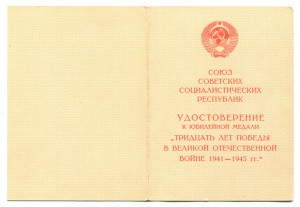 СОЮЗ
СОВЕТСКИХ
СОЦИАЛИСТИЧЕСКИХ
РЕСПУБЛИК
УДОСТОВЕРЕНИЕ
К ЮБИЛЕЙНОЙ МЕДАЛИ
„ТРИДЦАТЬ ЛЕТ ПОБЕДЫ
В ВЕЛИКОЙ ОТЕЧЕСТВЕННОЙ
ВОЙНЕ 1941—1945 гг.“